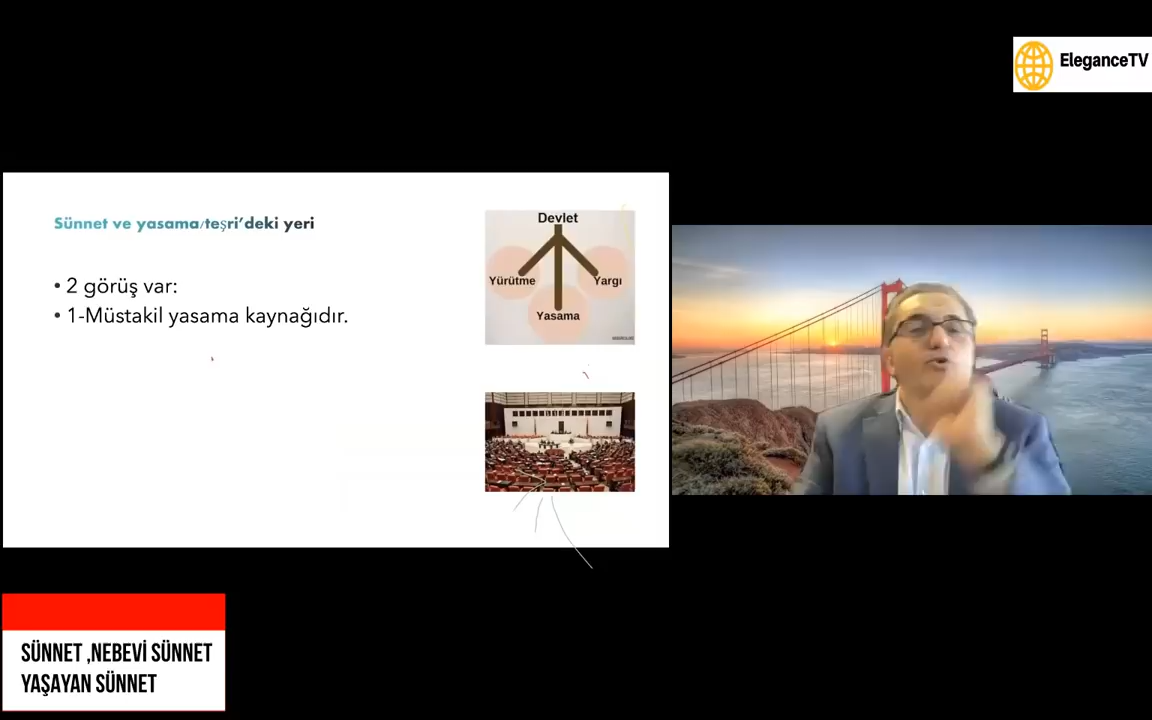 EleganceTV
Sünnet ve yasama/teşri'deki yeri
• 2 görüş var:
• 1-Müstakil yasama kaynağıdır.
Devlet
Yürütme
Yargı
Yasama
SÜNNET ,NEBEVİ SÜNNET
YAŞAYAN SÜNNET